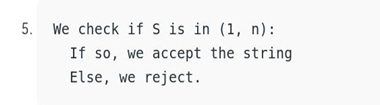 5. We check if S is in (1, n):
If so, we accept the string
Else, we reject.